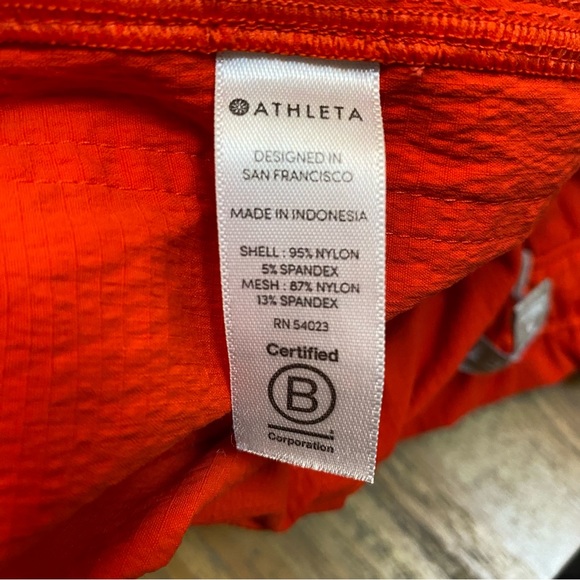 ATHLETA
DESIGNED IN
SAN FRANCISCO
MADE IN INDONESIA
SHELL : 95% NYLON
5% SPANDEX
MESH : 87% NYLON
13% SPANDEX
RN 54023
Certified
B
Corporation